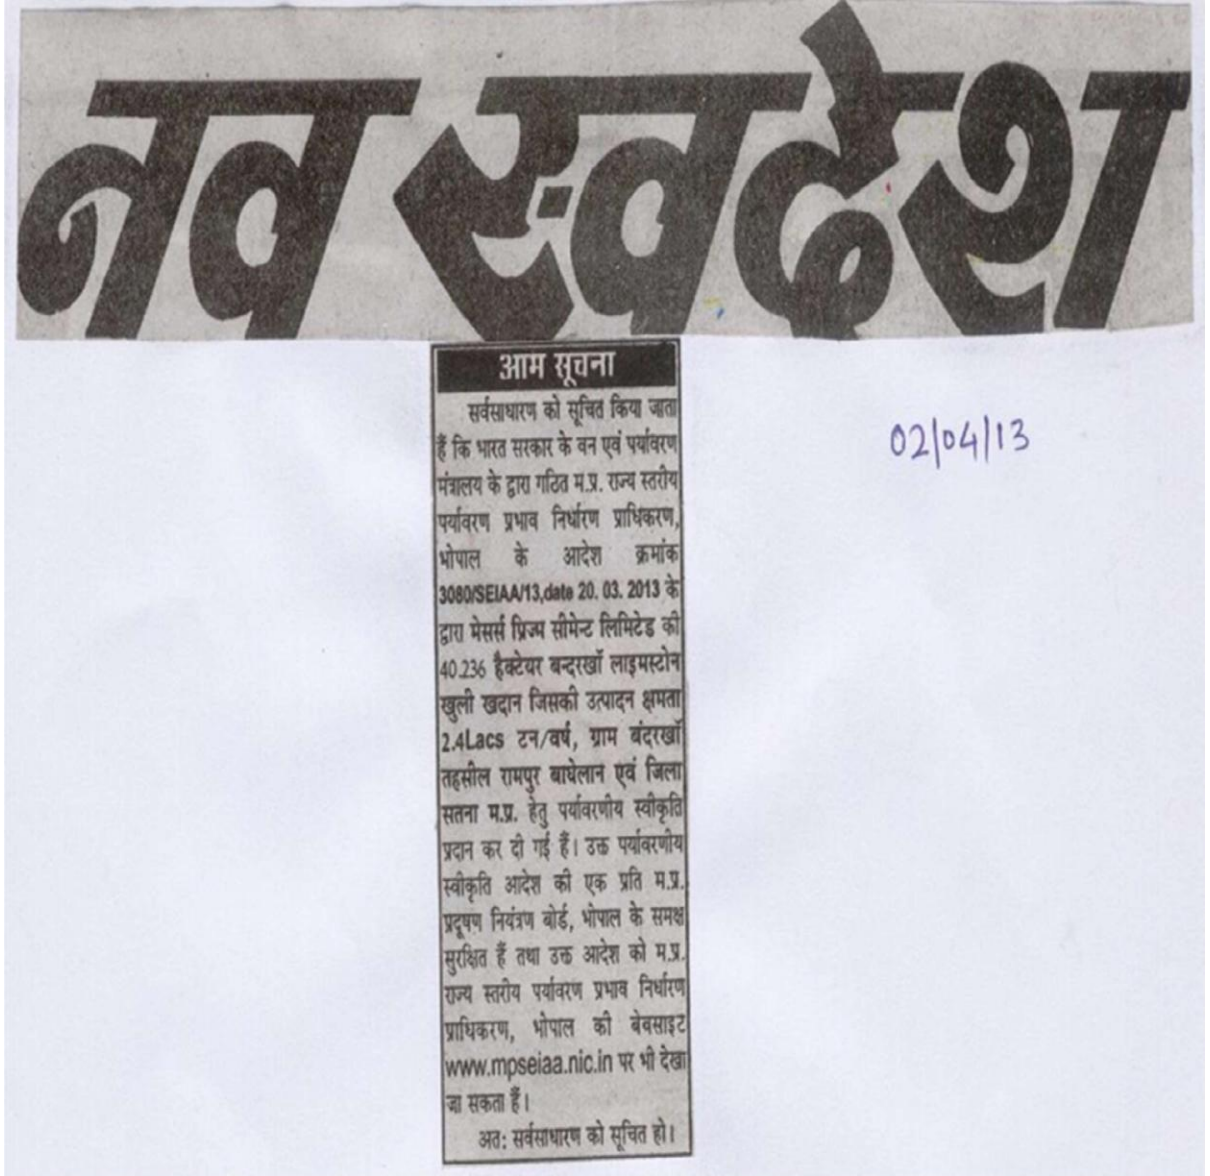 नव स्वदेश
आम सूचना
02/04/13
सर्वसाधारण को सूचित किया जाता
हैं कि भारत सरकार के वन एवं पर्यावरण
मंत्रालय के द्वारा गठित म.प्र. राज्य स्तरीय
पर्यावरण प्रभाव निर्धारण प्राधिकरण,
भोपाल के आदेश क्रमांक
3080/SEIAA/13,date 20. 03. 2013 के
द्वारा मेसर्स प्रिज्म सीमेन्ट लिमिटेड की
40.236 हैक्टेयर बन्दरखॉ लाइमस्टोन
खुली खदान जिसकी उत्पादन क्षमता
2.4Lacs टन/वर्ष, ग्राम बंदरखॉ
तहसील रामपुर बाघेलान एवं जिला
सतना म.प्र. हेतु पर्यावरणीय स्वीकृति
प्रदान कर दी गई हैं। उक्त पर्यावरणीय
स्वीकृति आदेश की एक प्रति म.प्र.
प्रदूषण नियंत्रण बोर्ड, भोपाल के समक्ष
सुरक्षित हैं तथा उक्त आदेश को म.प्र.
राज्य स्तरीय पर्यावरण प्रभाव निर्धारण
प्राधिकरण, भोपाल की बेबसाइट
www.mpseiaa.nic.in पर भी देखा
जा सकता हैं।
अत: सर्वसाधारण को सूचित हो।